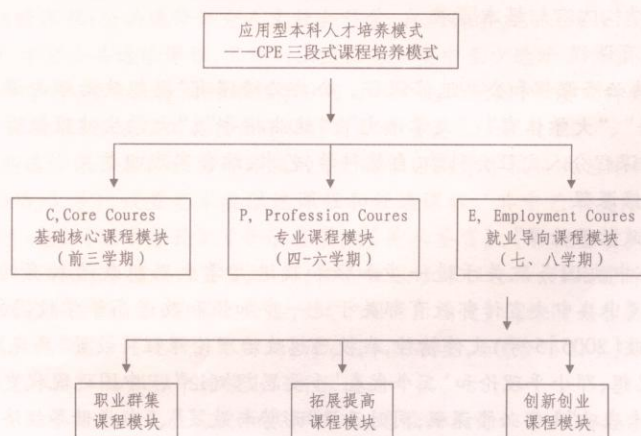 应用型本科人才培养模式
—CPE 三段式课程培养模式
C,Core Coures
基础核心课程模块
(前三学期)
P, Profession Coures
专业课程模块
(四-六学期)
E, Employment Coures
就业导向课程模块
(七、八学期)
职业群集
课程模块
拓展提高
课程模块
创新创业
课程模块